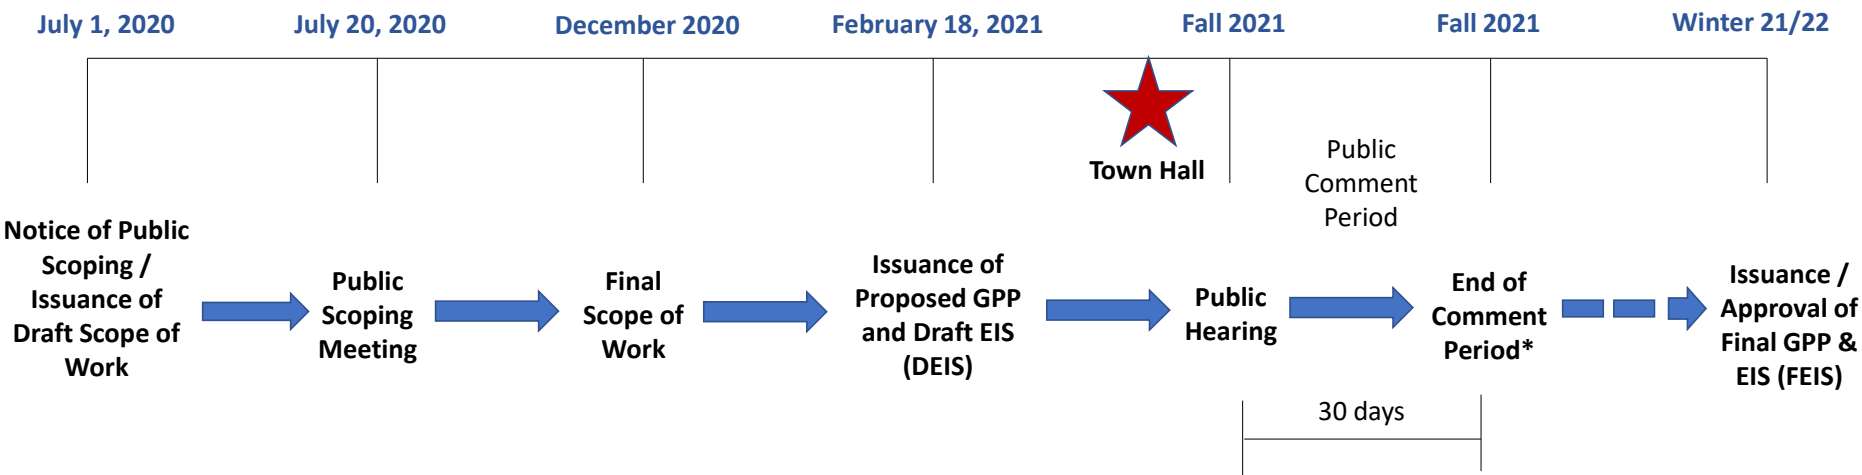 July 1, 2020
July 20, 2020
December 2020
February 18, 2021
Fall 2021
Fall 2021
Winter 21/22
Town Hall
Public
Comment
Period
Notice of Public
Scoping /
Issuance of
Draft Scope of
Work
Public
Scoping
Meeting
Final
Scope of
Work
Issuance of
Proposed GPP
and Draft EIS
(DEIS)
Public
Hearing
End of
Comment
Period*
Issuance /
Approval of
Final GPP &
EIS (FEIS)
30 days